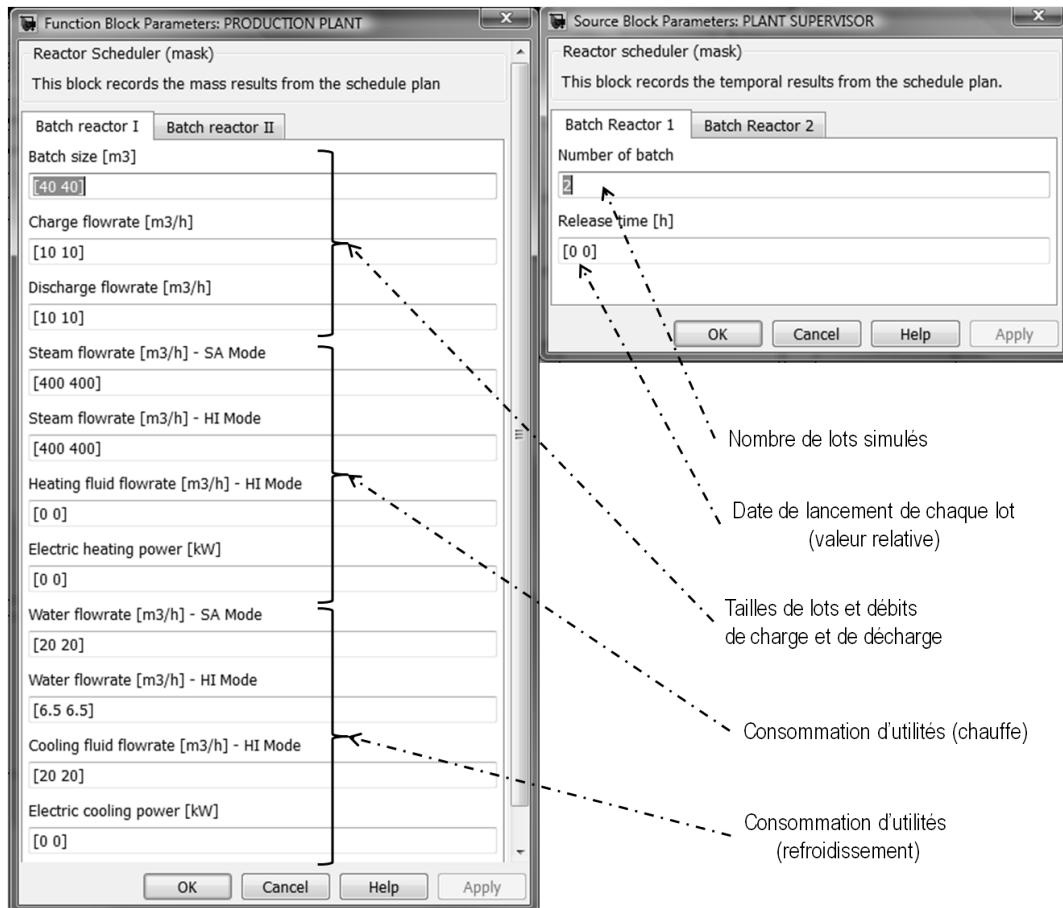 Function Block Parameters: PRODUCTION PLANT
Reactor Scheduler (mask)
This block records the mass results from the schedule plan
Batch reactor I
Batch reactor II
Batch size [m3]
[40 40]
Charge flowrate [m3/h]
[10 10]
Discharge flowrate [m3/h]
[10 10]
Steam flowrate [m3/h] - SA Mode
[400 400]
Steam flowrate [m3/h] - HI Mode
[400 400]
Heating fluid flowrate [m3/h] - HI Mode
[0 0]
Electric heating power [kW]
[0 0]
Water flowrate [m3/h] - SA Mode
[20 20]
Water flowrate [m3/h] - HI Mode
[6.5 6.5]
Cooling fluid flowrate [m3/h] - HI Mode
[20 20]
Electric cooling power [kW]
[0 0]
OK
Cancel
Help
Apply
Source Block Parameters: PLANT SUPERVISOR
Reactor scheduler (mask)
This block records the temporal results from the schedule plan.
Batch Reactor 1
Batch Reactor 2
Number of batch
2
Release time [h]
[0 0]
OK
Cancel
Help
Apply
Nombre de lots simulés
Date de lancement de chaque lot
(valeur relative)
Tailles de lots et débits
de charge et de décharge
Consommation d'utilités (chauffe)
Consommation d'utilités
(refroidissement)